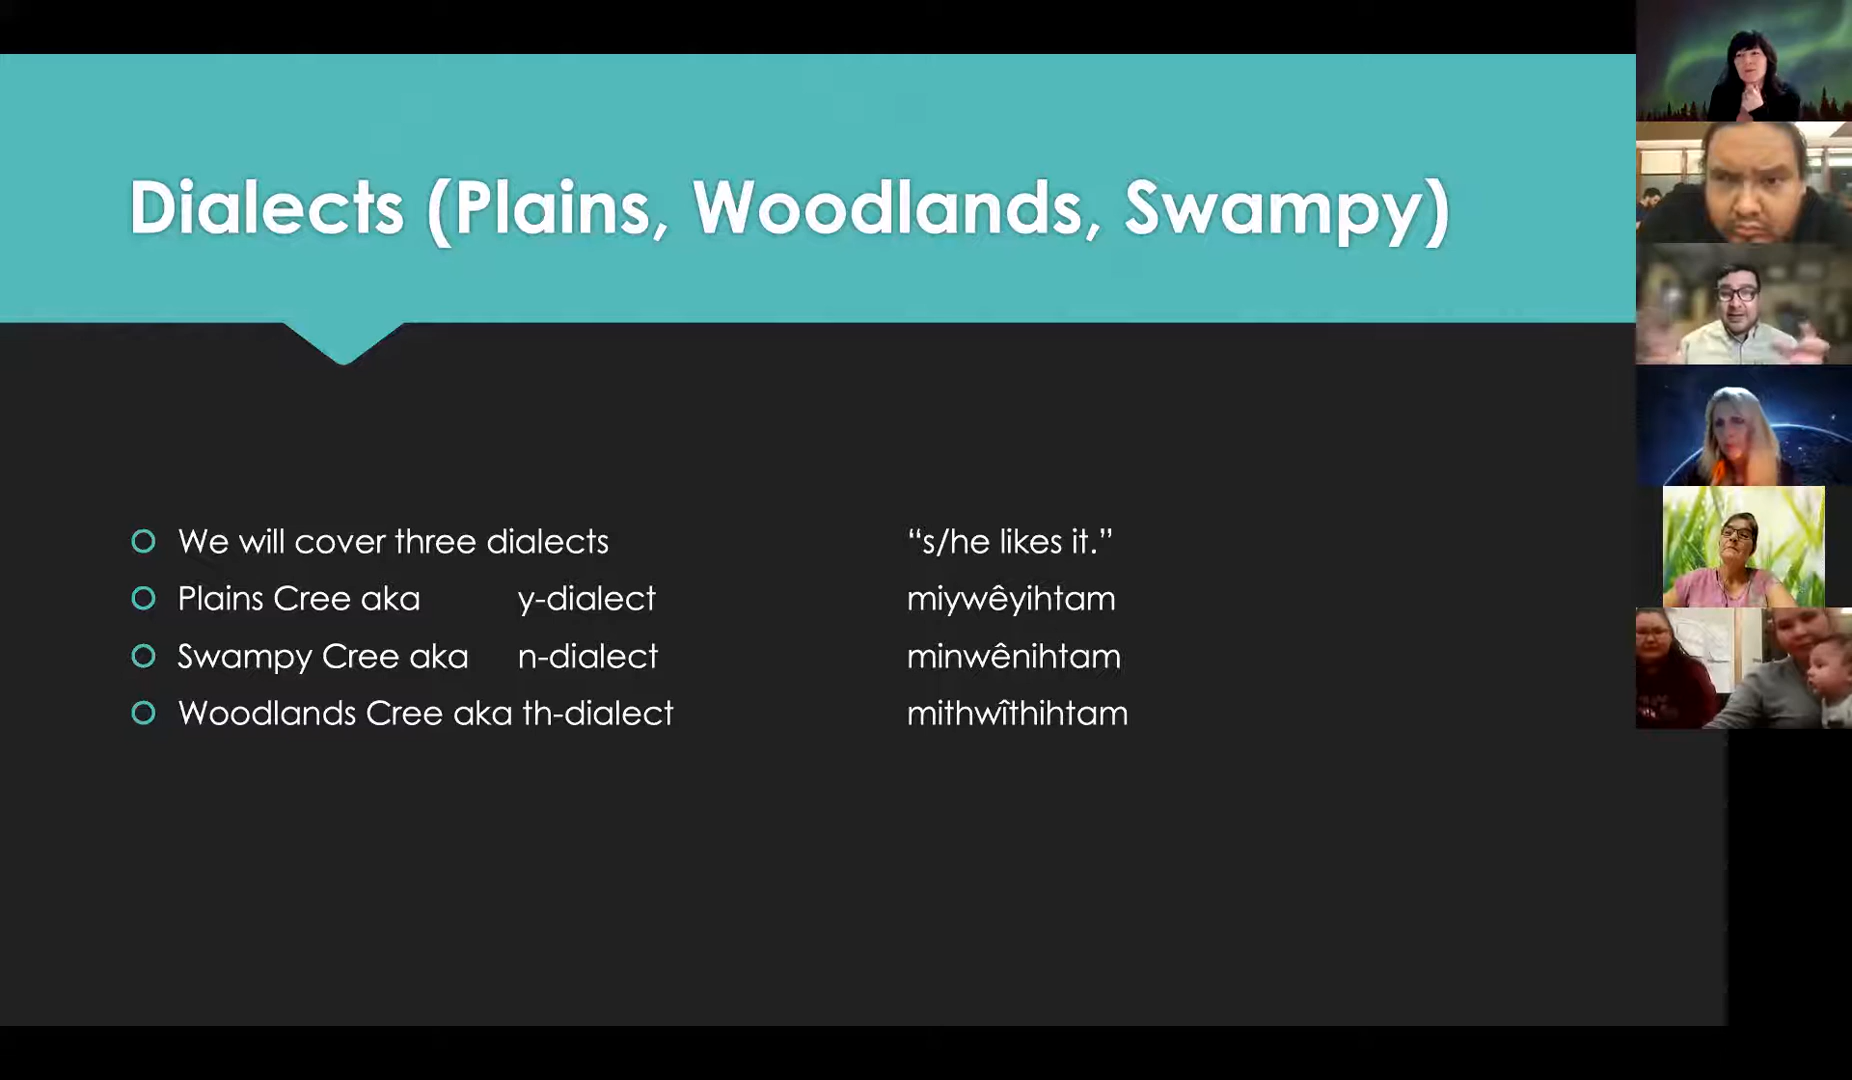 Dialects (Plains, Woodlands, Swampy)
We will cover three dialects “s/he likes it.”
Plains Cree aka y-dialect miywêyihtam
Swampy Cree aka n-dialect minwênihtam
Woodlands Cree aka th-dialect mithwîthihtam